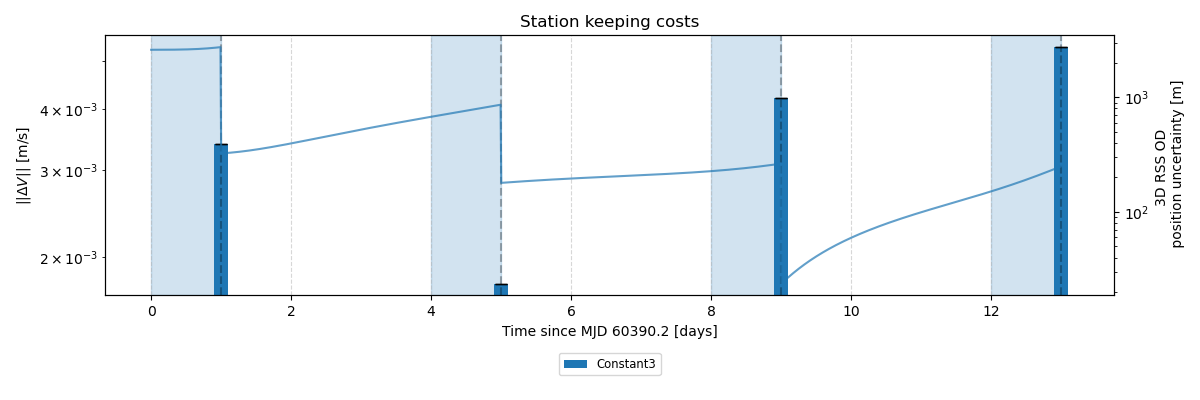 Station keeping costs
||ΔV|| [m/s]
4 × 10⁻³
3 × 10⁻³
2 × 10⁻³
10³
10²
3D RSS OD
position uncertainty [m]
0 2 4 6 8 10 12
Time since MJD 60390.2 [days]
Constant3